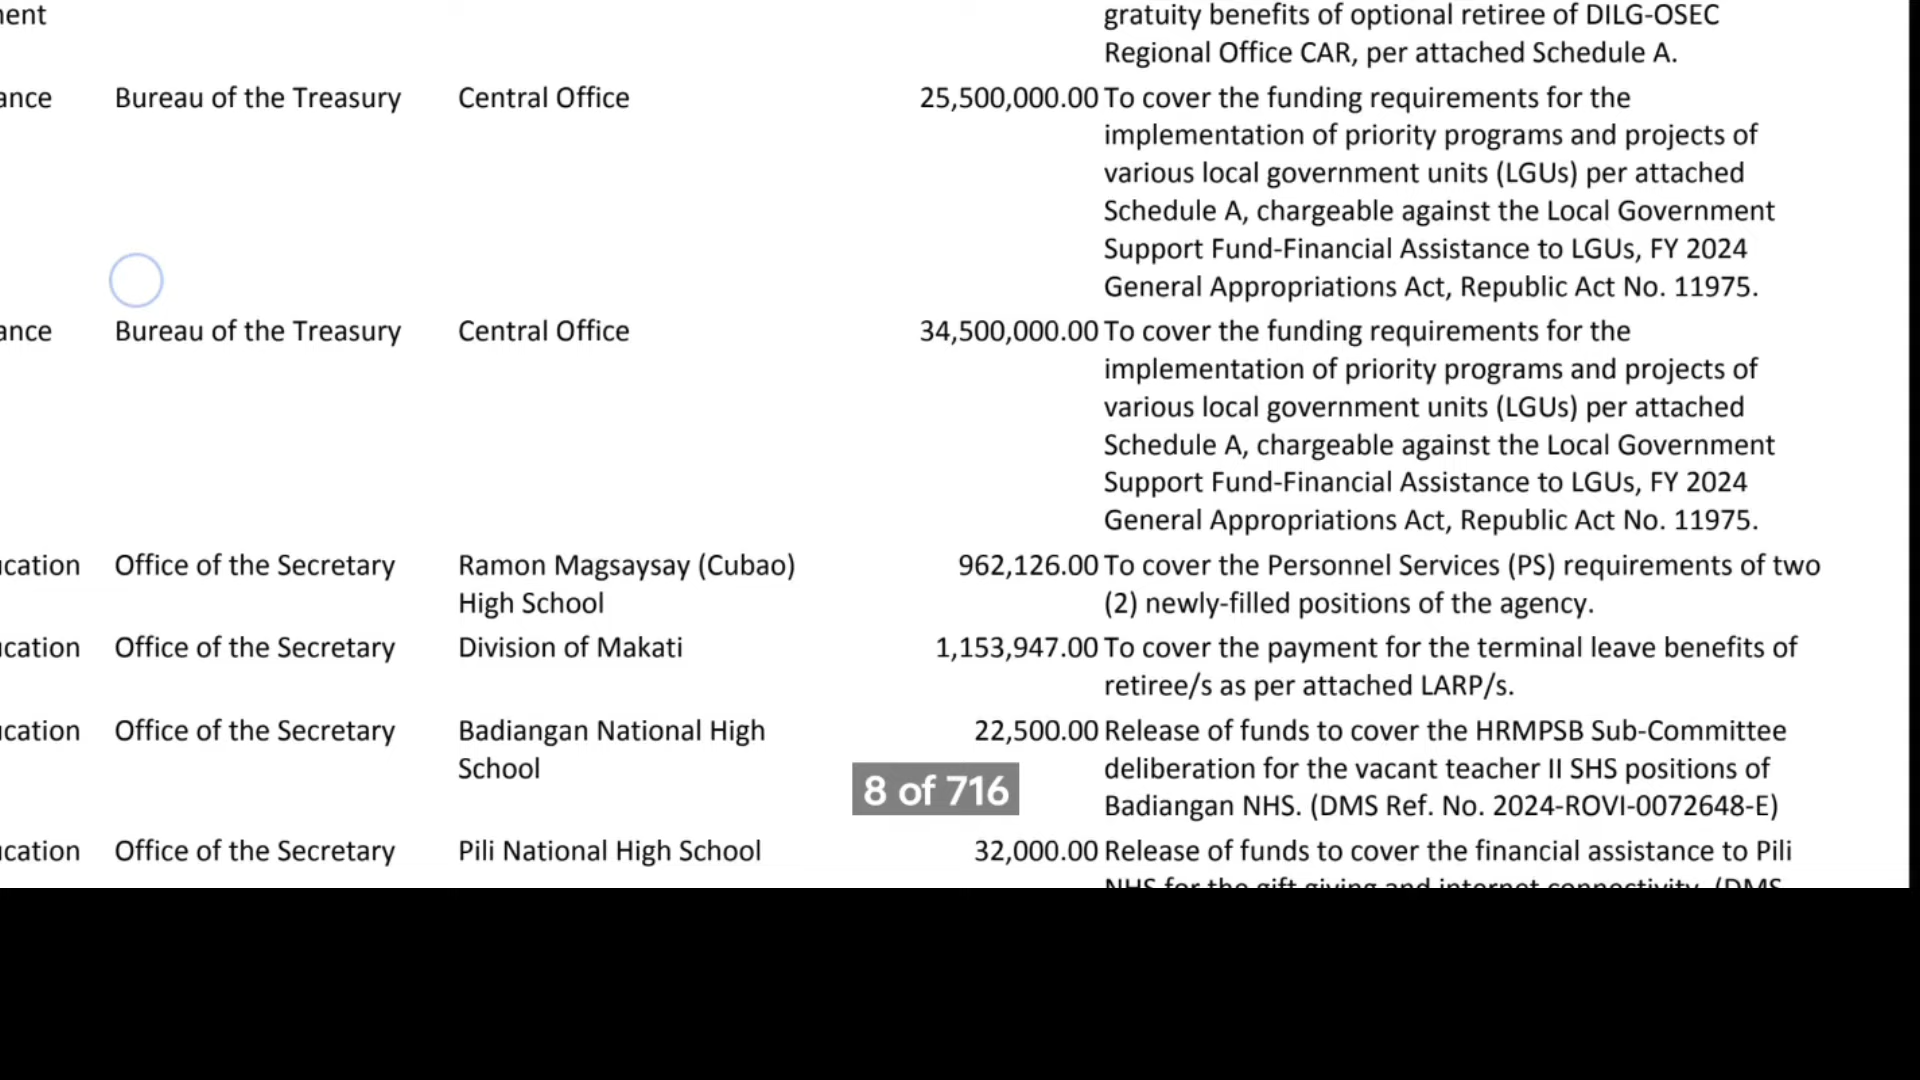 ent
gratuity benefits of optional retiree of DILG-OSEC
Regional Office CAR, per attached Schedule A.
ance Bureau of the Treasury Central Office 25,500,000.00 To cover the funding requirements for the
implementation of priority programs and projects of
various local government units (LGUs) per attached
Schedule A, chargeable against the Local Government
Support Fund-Financial Assistance to LGUs, FY 2024
General Appropriations Act, Republic Act No. 11975.
ance Bureau of the Treasury Central Office 34,500,000.00 To cover the funding requirements for the
implementation of priority programs and projects of
various local government units (LGUs) per attached
Schedule A, chargeable against the Local Government
Support Fund-Financial Assistance to LGUs, FY 2024
General Appropriations Act, Republic Act No. 11975.
cation Office of the Secretary Ramon Magsaysay (Cubao) 962,126.00 To cover the Personnel Services (PS) requirements of two
High School (2) newly-filled positions of the agency.
cation Office of the Secretary Division of Makati 1,153,947.00 To cover the payment for the terminal leave benefits of
retiree/s as per attached LARP/s.
cation Office of the Secretary Badiangan National High 22,500.00 Release of funds to cover the HRMPSB Sub-Committee
School deliberation for the vacant teacher II SHS positions of
8 of 716
Badiangan NHS. (DMS Ref. No. 2024-ROVI-0072648-E)
cation Office of the Secretary Pili National High School 32,000.00 Release of funds to cover the financial assistance to Pili
NHS for the gift giving and internet connectivity. (DMS